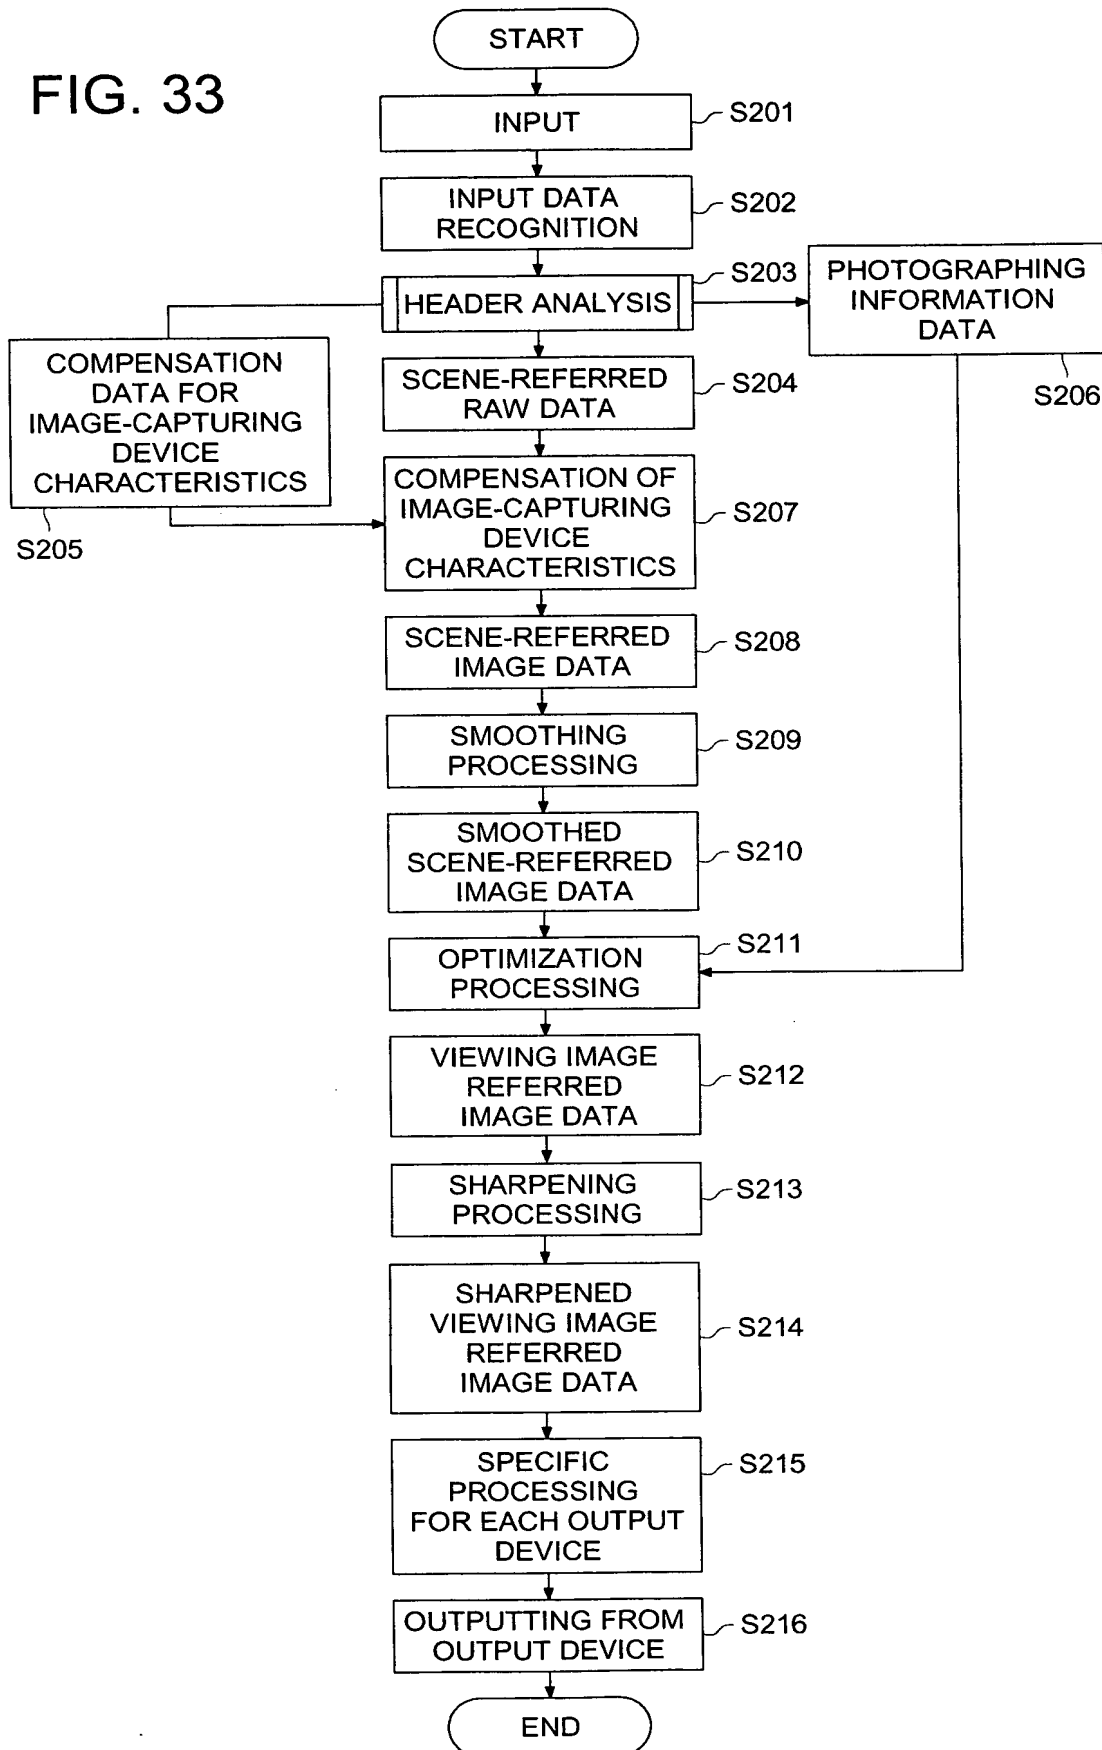 START
FIG. 33
INPUT
S201
INPUT DATA
RECOGNITION
S202
HEADER ANALYSIS
S203
PHOTOGRAPHING
INFORMATION
DATA
S206
COMPENSATION
DATA FOR
IMAGE-CAPTURING
DEVICE
CHARACTERISTICS
S205
SCENE-REFERRED
RAW DATA
S204
COMPENSATION OF
IMAGE-CAPTURING
DEVICE
CHARACTERISTICS
S207
SCENE-REFERRED
IMAGE DATA
S208
SMOOTHING
PROCESSING
S209
SMOOTHED
SCENE-REFERRED
IMAGE DATA
S210
OPTIMIZATION
PROCESSING
S211
VIEWING IMAGE
REFERRED
IMAGE DATA
S212
SHARPENING
PROCESSING
S213
SHARPENED
VIEWING IMAGE
REFERRED
IMAGE DATA
S214
SPECIFIC
PROCESSING
FOR EACH OUTPUT
DEVICE
S215
OUTPUTTING FROM
OUTPUT DEVICE
S216
END